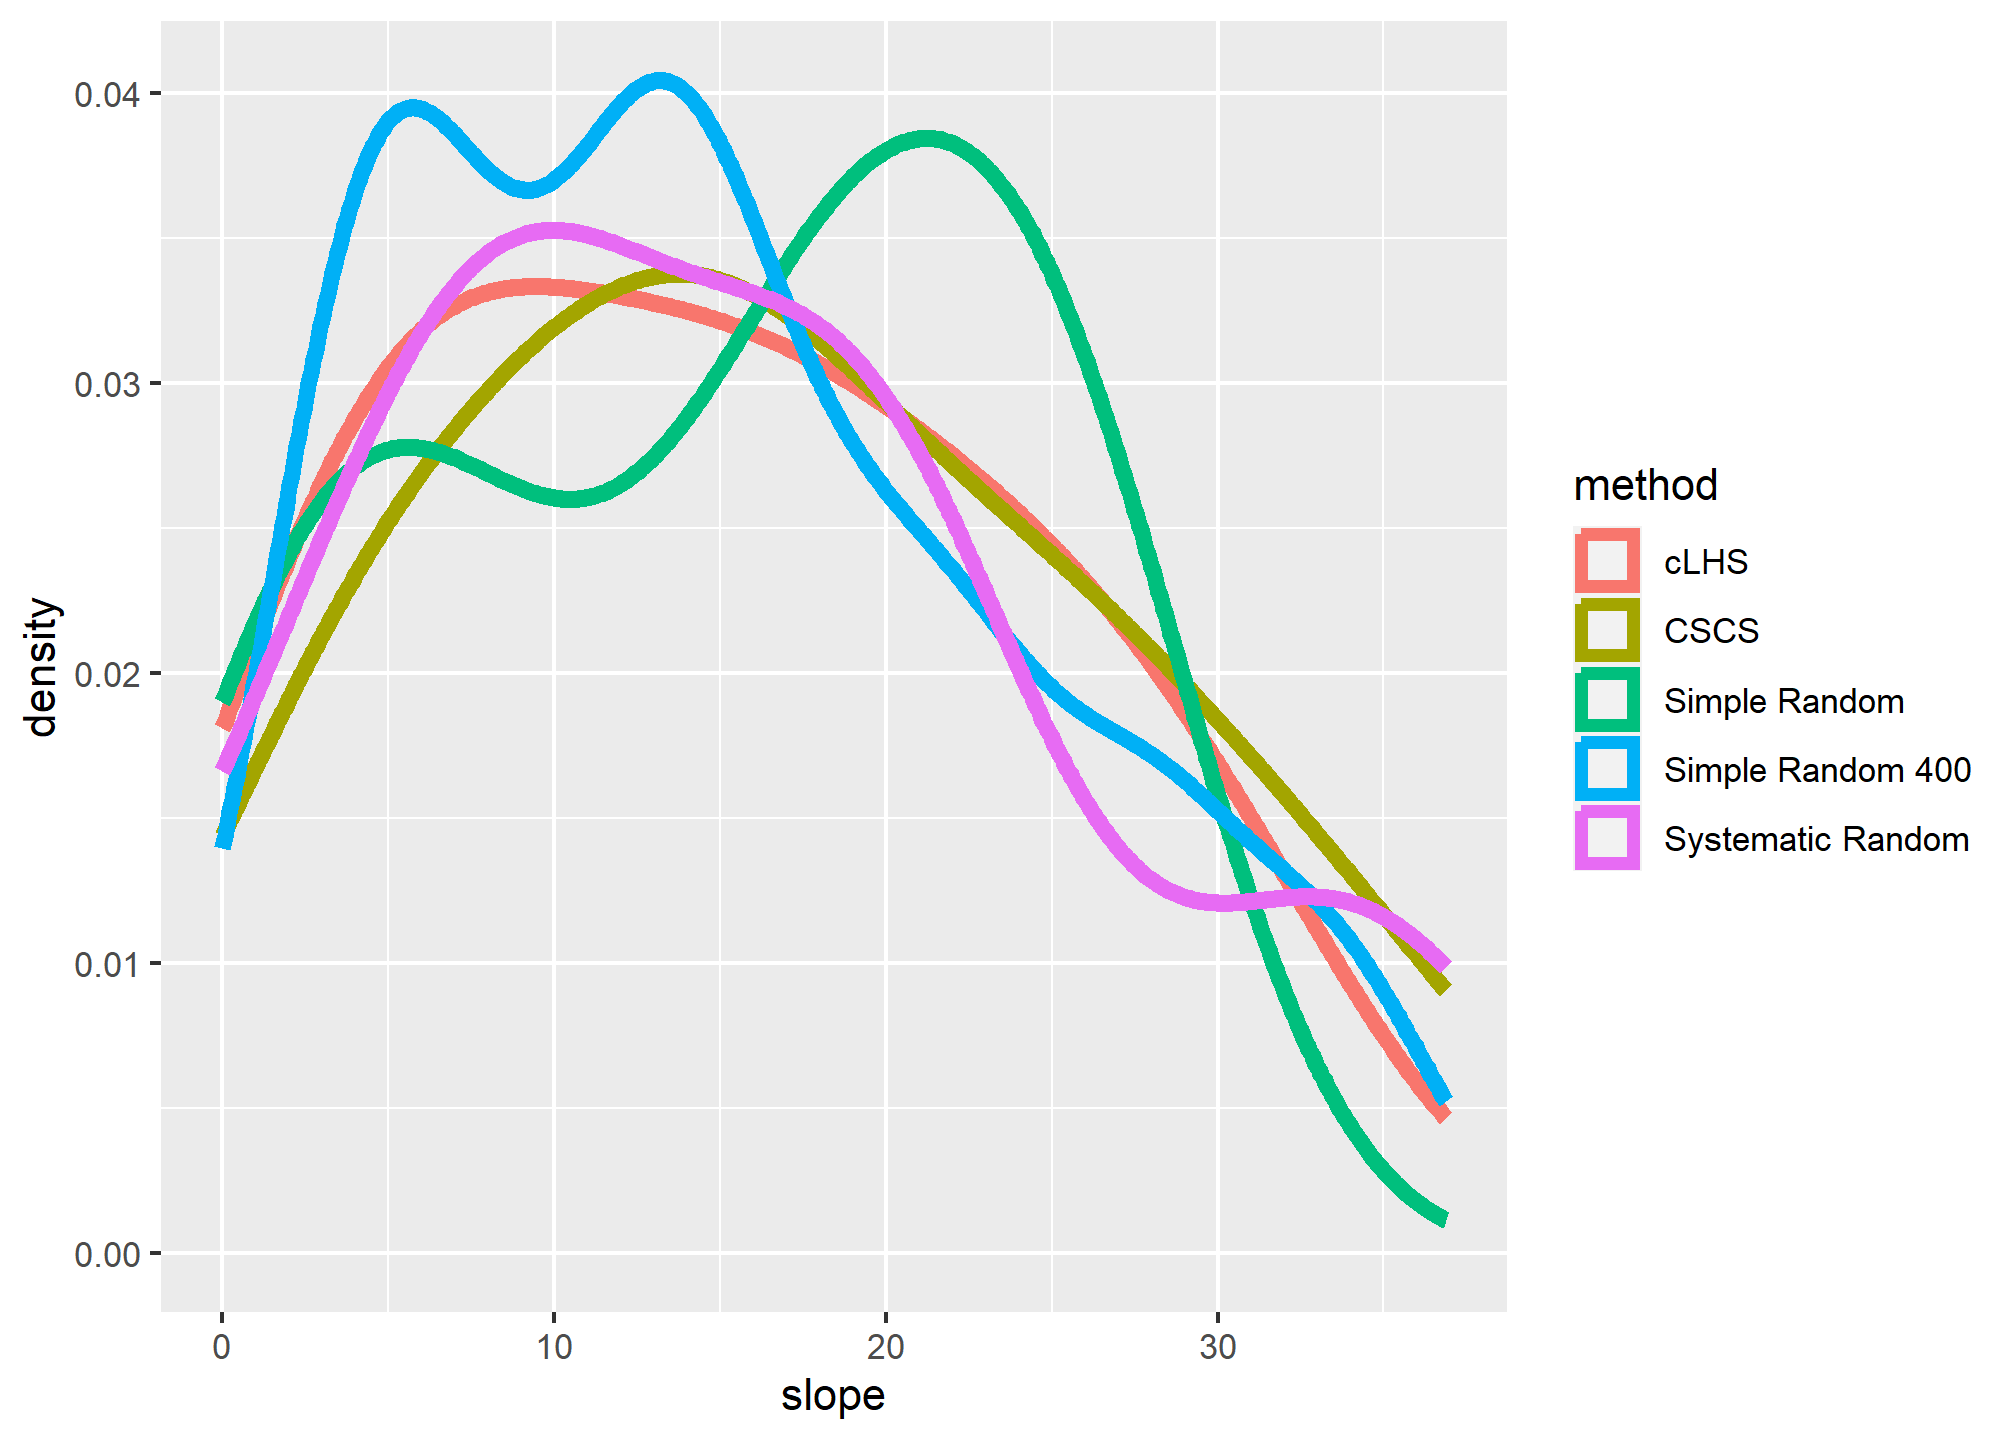 0.04
0.03
0.02
0.01
0.00
density
0
10
20
30
slope
method
cLHS
CSCS
Simple Random
Simple Random 400
Systematic Random